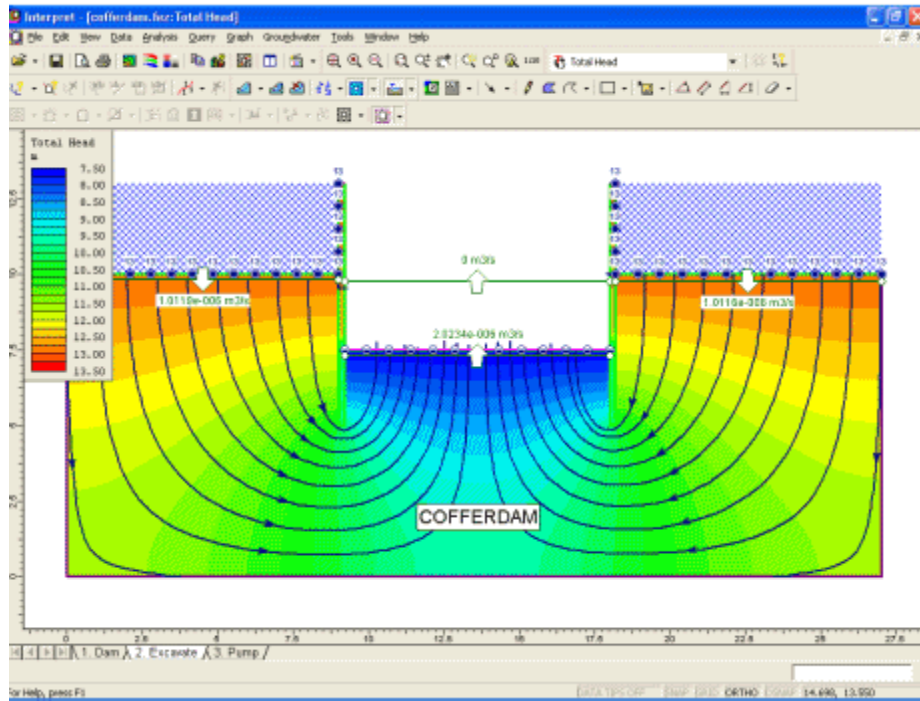 Interpret - [cofferdam.fez: Total Head]
File Edit View Data Analysis Query Graph Groundwater Tools Window Help
Total Head
Total Head
m
7.50
8.00
8.50
9.00
9.50
10.00
10.50
11.00
11.50
12.00
12.50
13.00
13.50
13
13
0 m3/s
2.0234e-006 m3/s
1.0118e-006 m3/s
1.0116e-006 m3/s
COFFERDAM
0 2.5 5 7.5 10 12.5 15 17.5 20 22.5 25 27.5
1. Dam 2. Excavate 3. Pump
For Help, press F1
DATA TIPS OFF SNAP GRID ORTHO OSNAP 14.698, 13.550